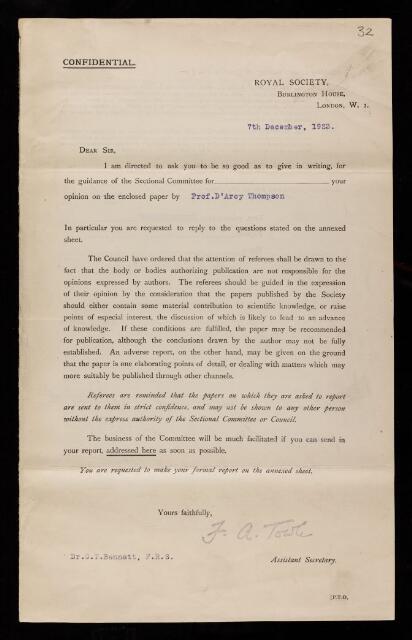 32
CONFIDENTIAL.
ROYAL SOCIETY,
BURLINGTON HOUSE,
LONDON, W. 1.
7th December, 1923.
DEAR SIR,
I am directed to ask you to be so good as to give in writing, for
the guidance of the Sectional Committee for your
opinion on the enclosed paper by Prof.D'Arcy Thompson
In particular you are requested to reply to the questions stated on the annexed
sheet.
The Council have ordered that the attention of referees shall be drawn to the
fact that the body or bodies authorizing publication are not responsible for the
opinions expressed by authors. The referees should be guided in the expression
of their opinion by the consideration that the papers published by the Society
should either contain some material contribution to scientific knowledge, or raise
points of especial interest, the discussion of which is likely to lead to an advance
of knowledge. If these conditions are fulfilled, the paper may be recommended
for publication, although the conclusions drawn by the author may not be fully
established. An adverse report, on the other hand, may be given on the ground
that the paper is one elaborating points of detail, or dealing with matters which may
more suitably be published through other channels.
Referees are reminded that the papers on which they are asked to report
are sent to them in strict confidence, and may not be shown to any other person
without the express authority of the Sectional Committee or Council.
The business of the Committee will be much facilitated if you can send in
your report, addressed here as soon as possible.
You are requested to make your formal report on the annexed sheet.
Yours faithfully,
F. A. Towle
Dr.G.T.Bennett, F.R.S.
Assistant Secretary.
[P.T.O.